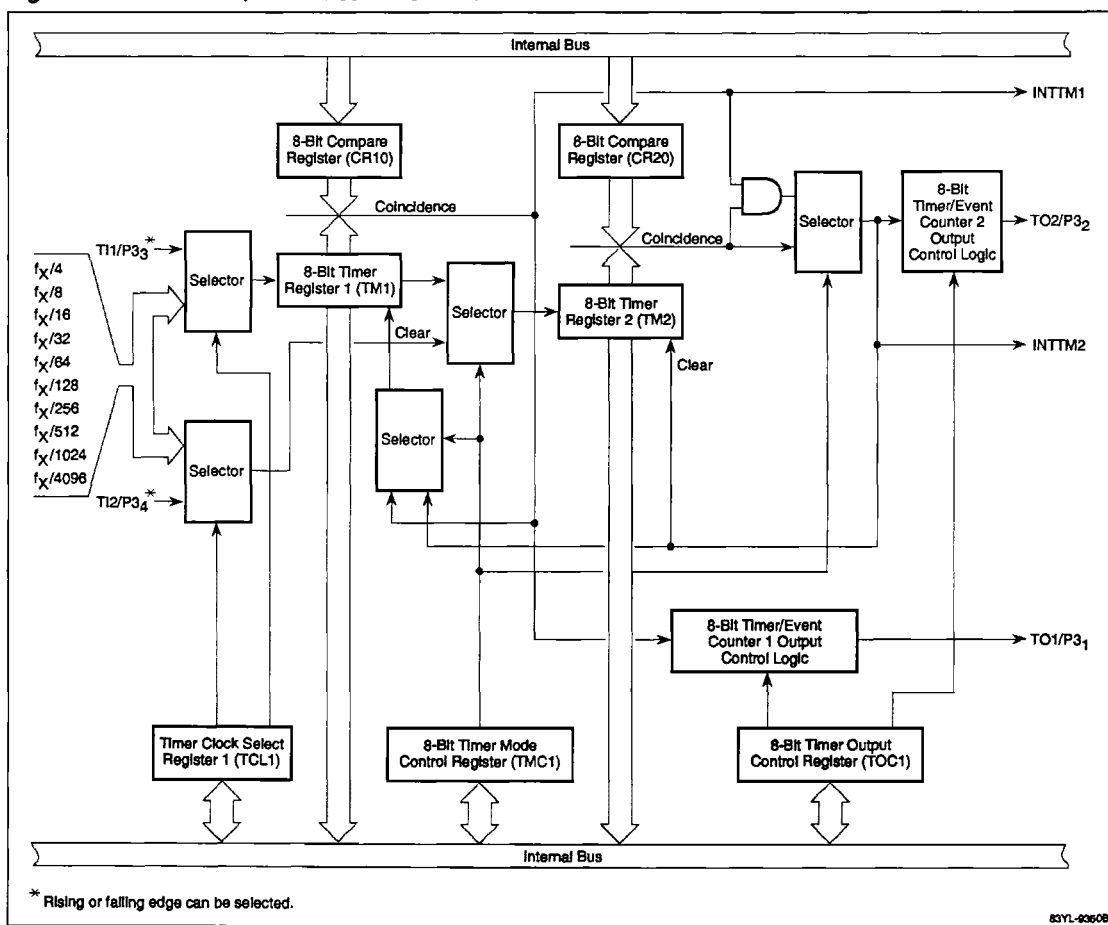 Internal Bus
INTTM1
8-Bit Compare
Register (CR10)
8-Bit Compare
Register (CR20)
Coincidence
Coincidence
Selector
8-Bit
Timer/Event
Counter 2
Output
Control Logic
TO2/P3₂
TI1/P3₃*
Selector
8-Bit Timer
Register 1 (TM1)
Clear
Selector
8-Bit Timer
Register 2 (TM2)
Clear
INTTM2
fX/4
fX/8
fX/16
fX/32
fX/64
fX/128
fX/256
fX/512
fX/1024
fX/4096
Selector
TI2/P3₄*
Selector
8-Bit Timer/Event
Counter 1 Output
Control Logic
TO1/P3₁
Timer Clock Select
Register 1 (TCL1)
8-Bit Timer Mode
Control Register (TMC1)
8-Bit Timer Output
Control Register (TOC1)
Internal Bus
* Rising or falling edge can be selected.
83YL-9360B